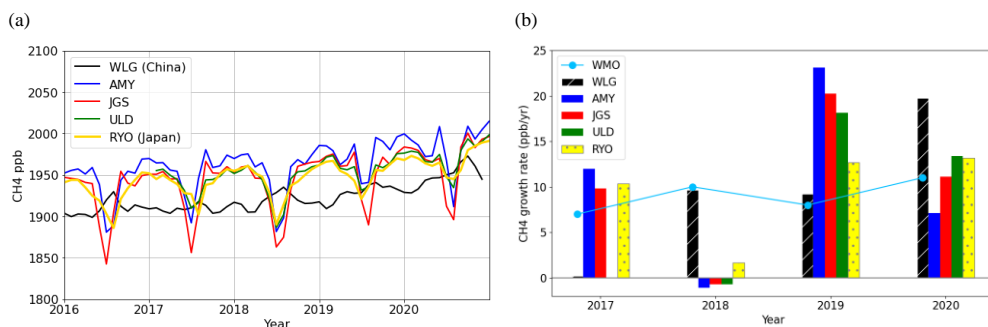 (a)
2100
2050
2000
1950
1900
1850
1800
CH4 ppb
WLG (China)
AMY
JGS
ULD
RYO (Japan)
2016 2017 2018 2019 2020
Year
(b)
25
20
15
10
5
0
CH4 growth rate (ppb/yr)
WMO
WLG
AMY
JGS
ULD
RYO
2017 2018 2019 2020
Year